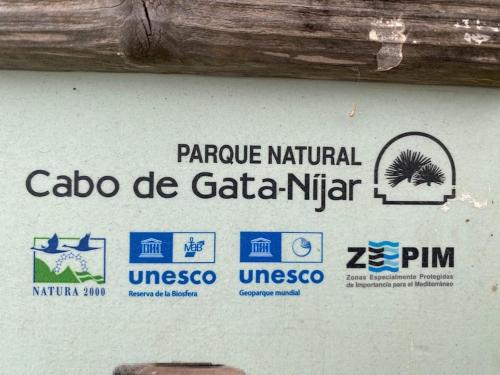 PARQUE NATURAL
Cabo de Gata-Níjar
NATURA 2000
MAB
unesco
Reserva de la Biosfera
unesco
Geoparque mundial
ZEPIM
Zonas Especialmente Protegidas
de Importancia para el Mediterráneo